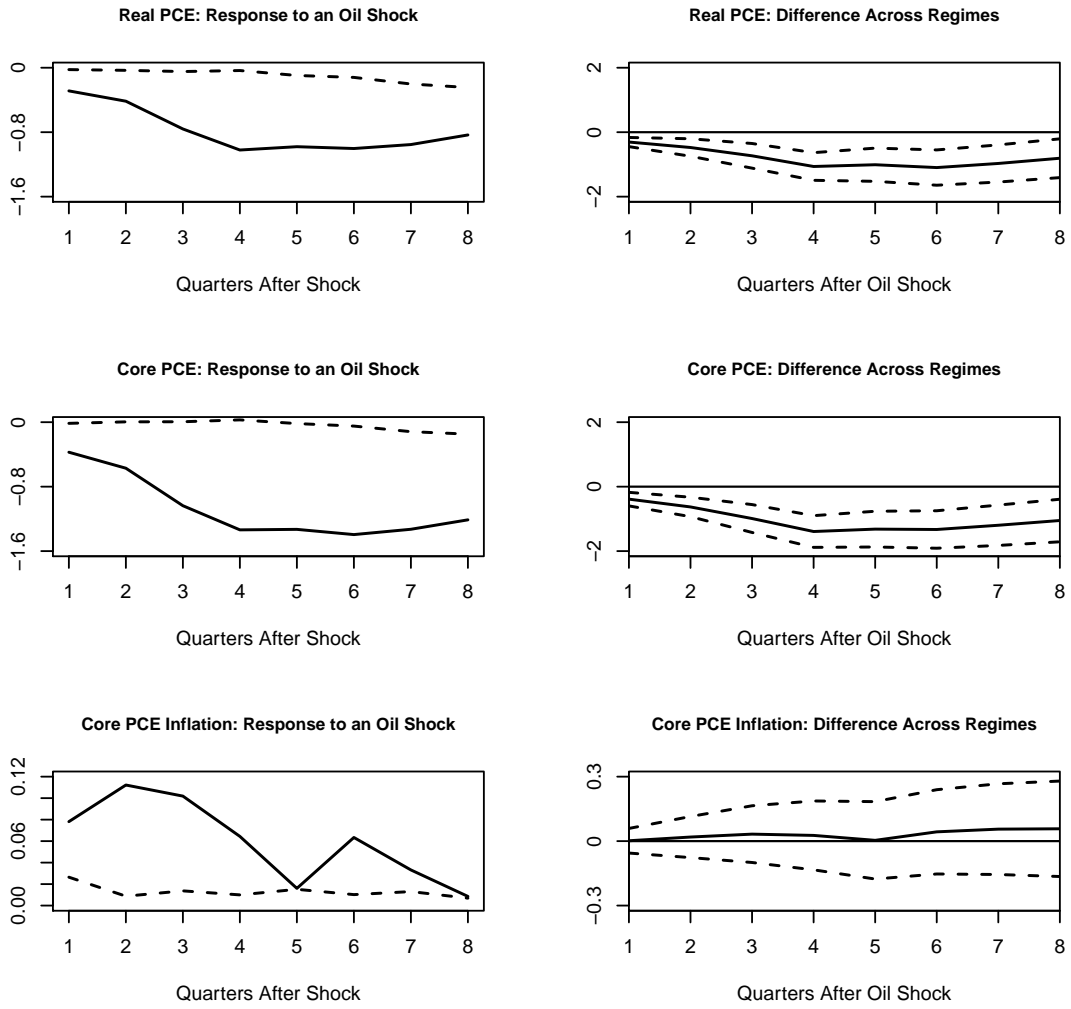 Real PCE: Response to an Oil Shock
0
−0.8
−1.6
1 2 3 4 5 6 7 8
Quarters After Shock
Real PCE: Difference Across Regimes
2
0
−2
1 2 3 4 5 6 7 8
Quarters After Oil Shock
Core PCE: Response to an Oil Shock
0
−0.8
−1.6
1 2 3 4 5 6 7 8
Quarters After Shock
Core PCE: Difference Across Regimes
2
0
−2
1 2 3 4 5 6 7 8
Quarters After Oil Shock
Core PCE Inflation: Response to an Oil Shock
0.12
0.06
0.00
1 2 3 4 5 6 7 8
Quarters After Shock
Core PCE Inflation: Difference Across Regimes
0.3
0
−0.3
1 2 3 4 5 6 7 8
Quarters After Oil Shock